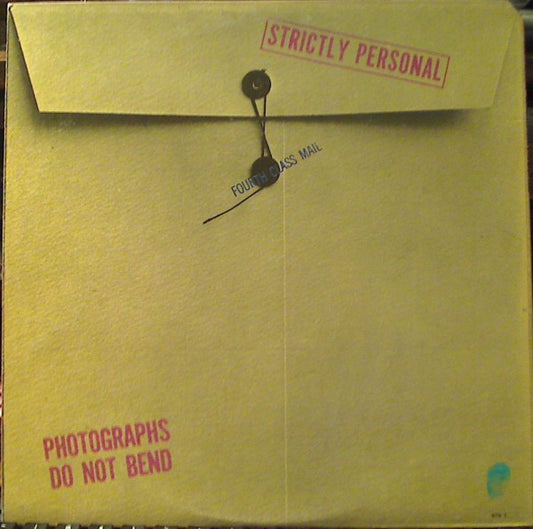 STRICTLY PERSONAL
FOURTH CLASS MAIL
PHOTOGRAPHS
DO NOT BEND